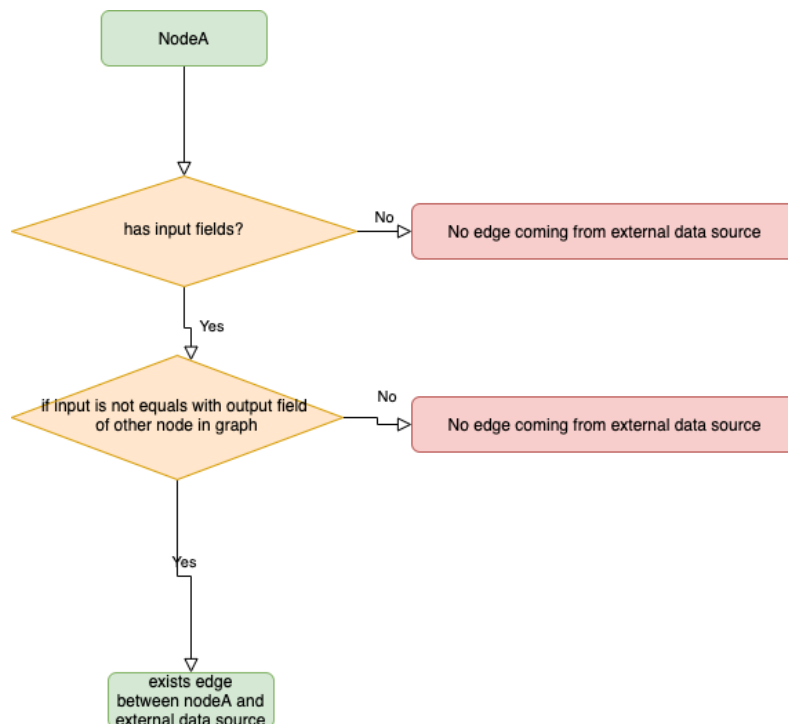 NodeA
has input fields?
No
No edge coming from external data source
Yes
if input is not equals with output field
of other node in graph
No
No edge coming from external data source
Yes
exists edge
between nodeA and
external data source